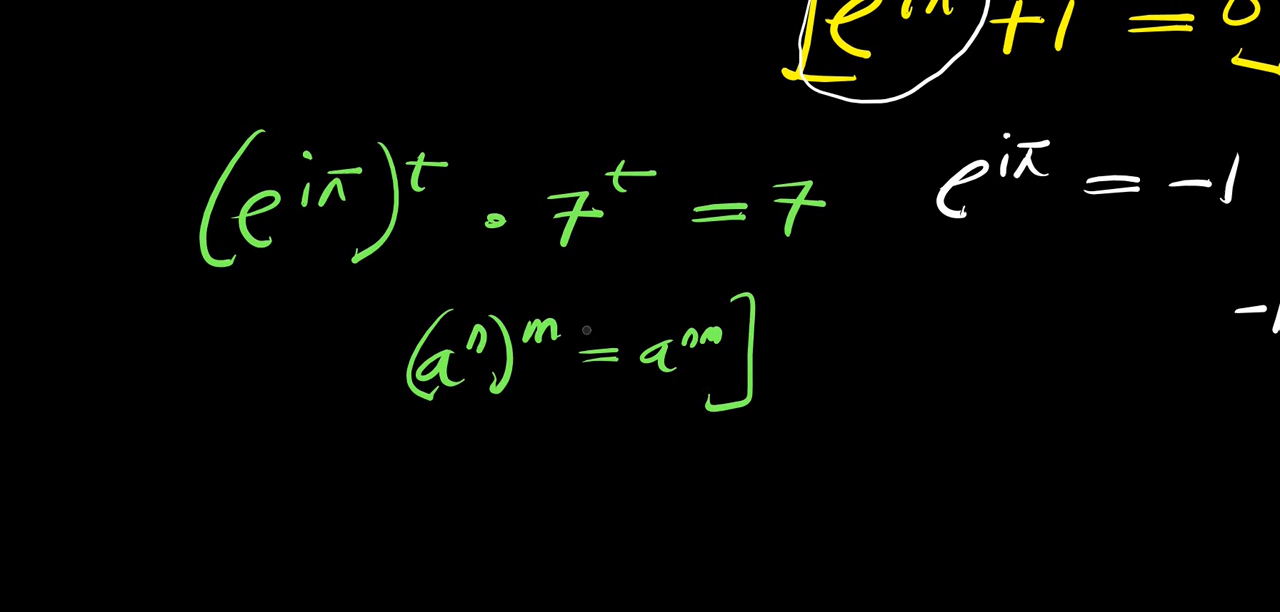 [e^{iπ} + 1 = 0
(e^{iπ})^t · 7^t = 7
e^{iπ} = -1
(a^n)^m = a^{nm}]